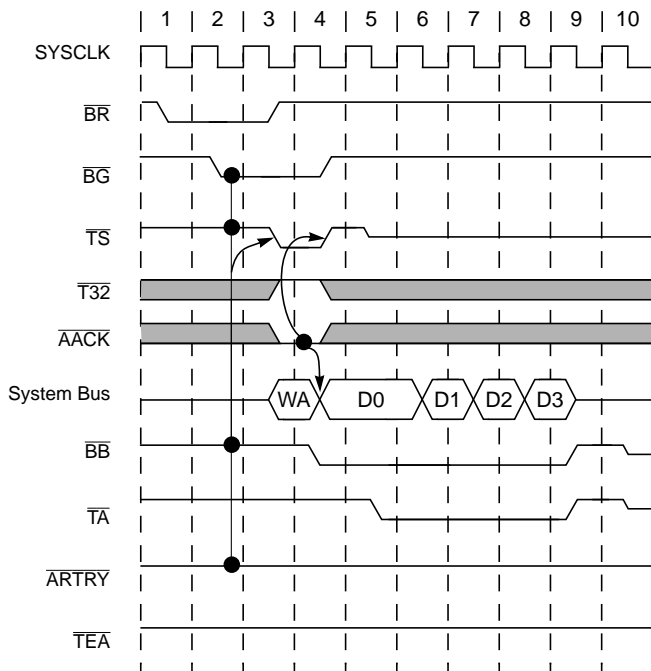 1 2 3 4 5 6 7 8 9 10
SYSCLK
BR
BG
TS
T32
AACK
System Bus WA D0 D1 D2 D3
BB
TA
ARTRY
TEA